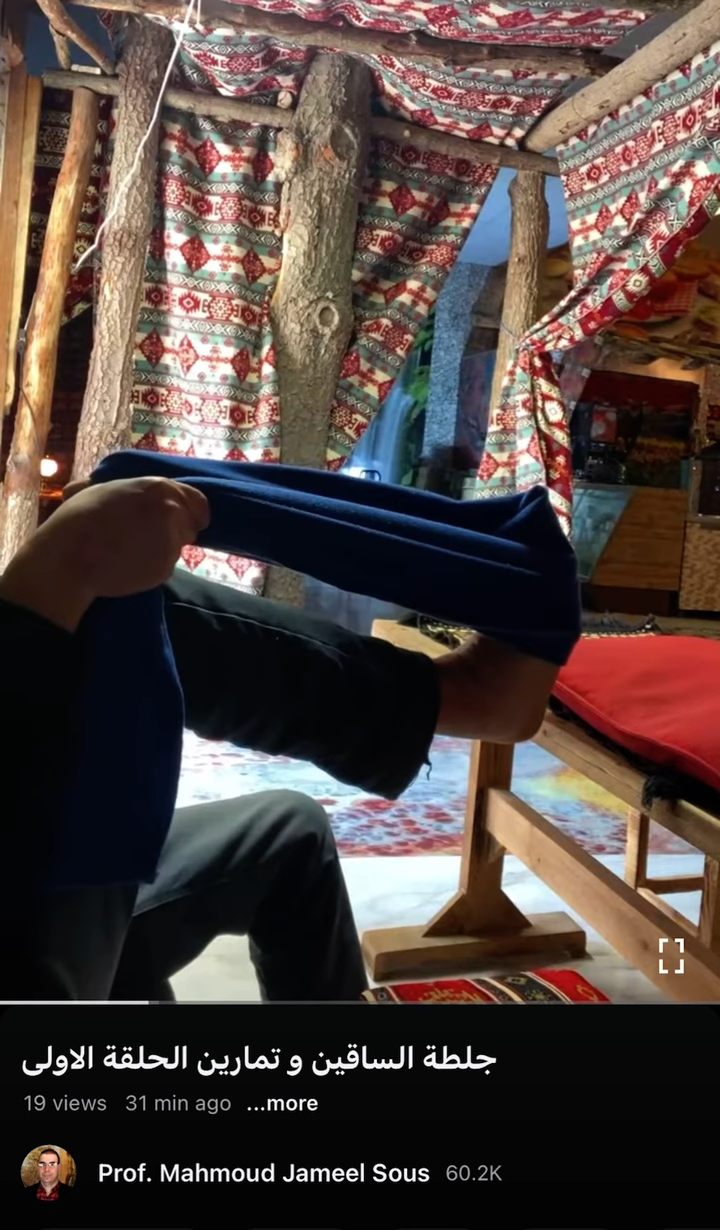 جلطة الساقين و تمارين الحلقة الاولى
19 views 31 min ago ...more
Prof. Mahmoud Jameel Sous 60.2K